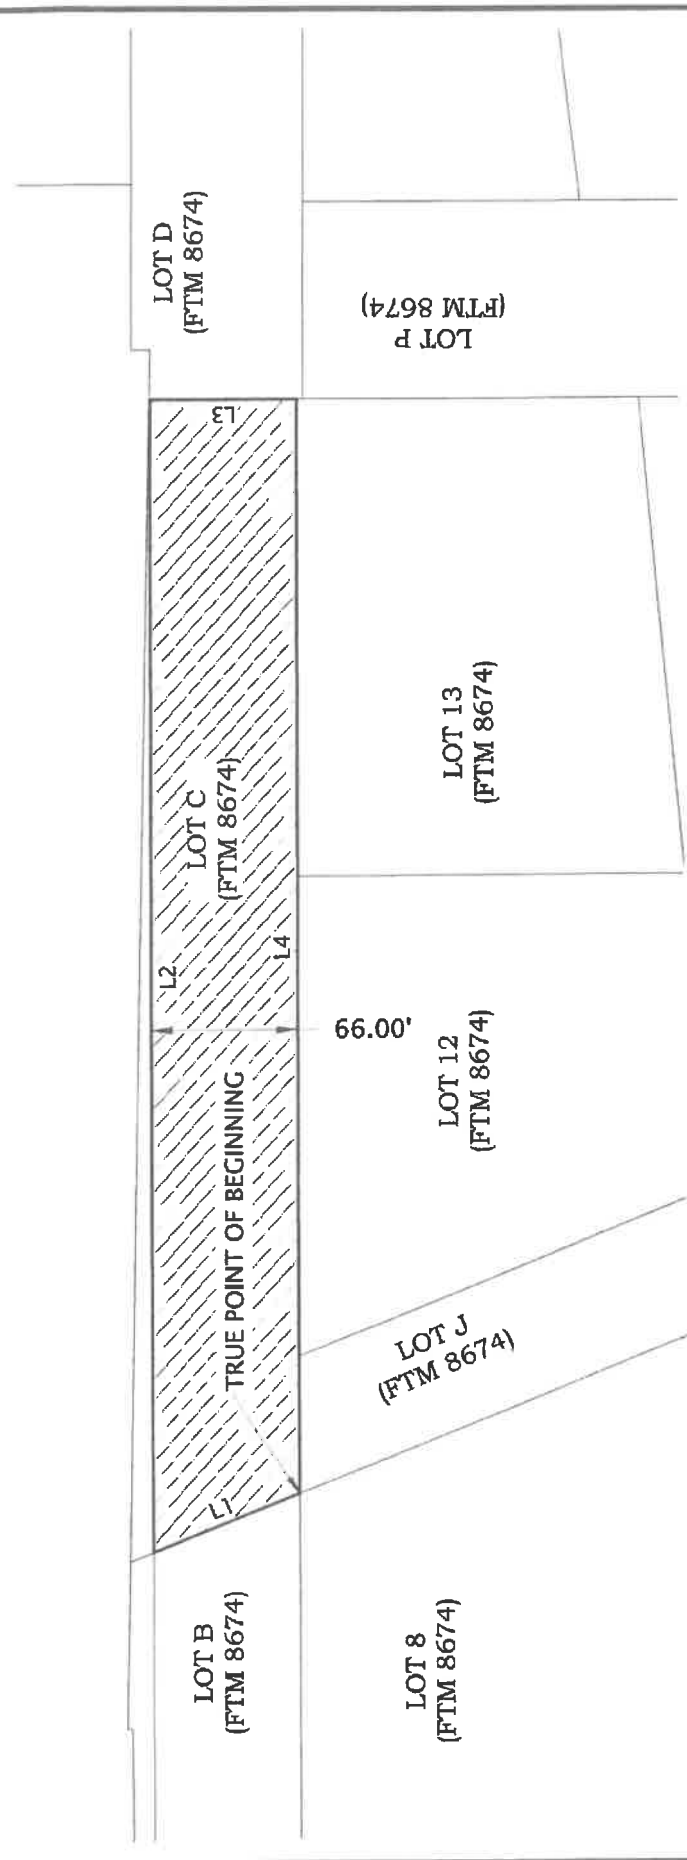 LOT D
(FTM 8674)
LOT P
(FTM 8674)
L3
LOT C
(FTM 8674)
LOT 13
(FTM 8674)
L2
L4
66.00'
LOT 12
(FTM 8674)
TRUE POINT OF BEGINNING
LOT J
(FTM 8674)
L1
LOT B
(FTM 8674)
LOT 8
(FTM 8674)